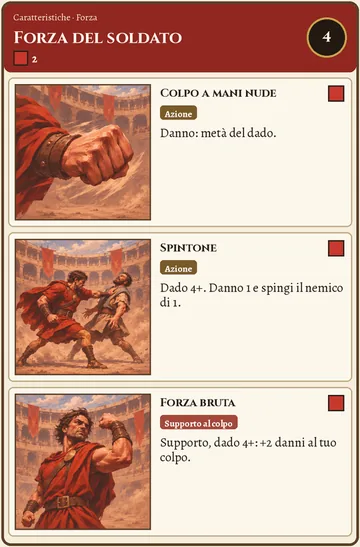 Caratteristiche · Forza
Forza del soldato
4
2
Colpo a mani nude
Azione
Danno: metà del dado.
Spintone
Azione
Dado 4+. Danno 1 e spingi il nemico
di 1.
Forza bruta
Supporto al colpo
Supporto, dado 4+: +2 danni al tuo
colpo.